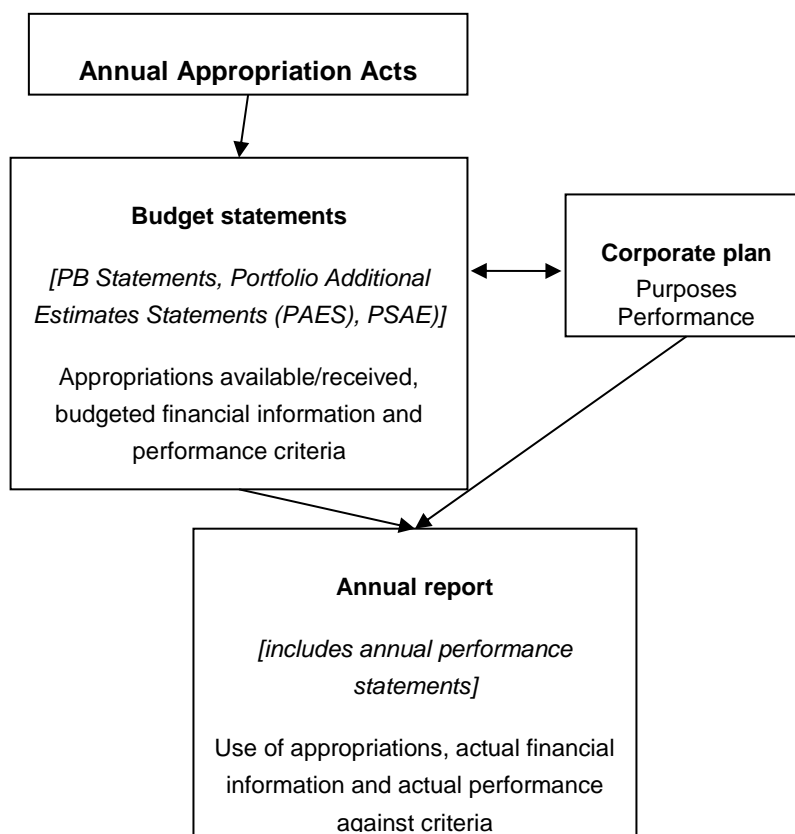 Annual Appropriation Acts
Budget statements
[PB Statements, Portfolio Additional
Estimates Statements (PAES), PSAE)]
Appropriations available/received,
budgeted financial information and
performance criteria
Corporate plan
Purposes
Performance
Annual report
[includes annual performance
statements]
Use of appropriations, actual financial
information and actual performance
against criteria